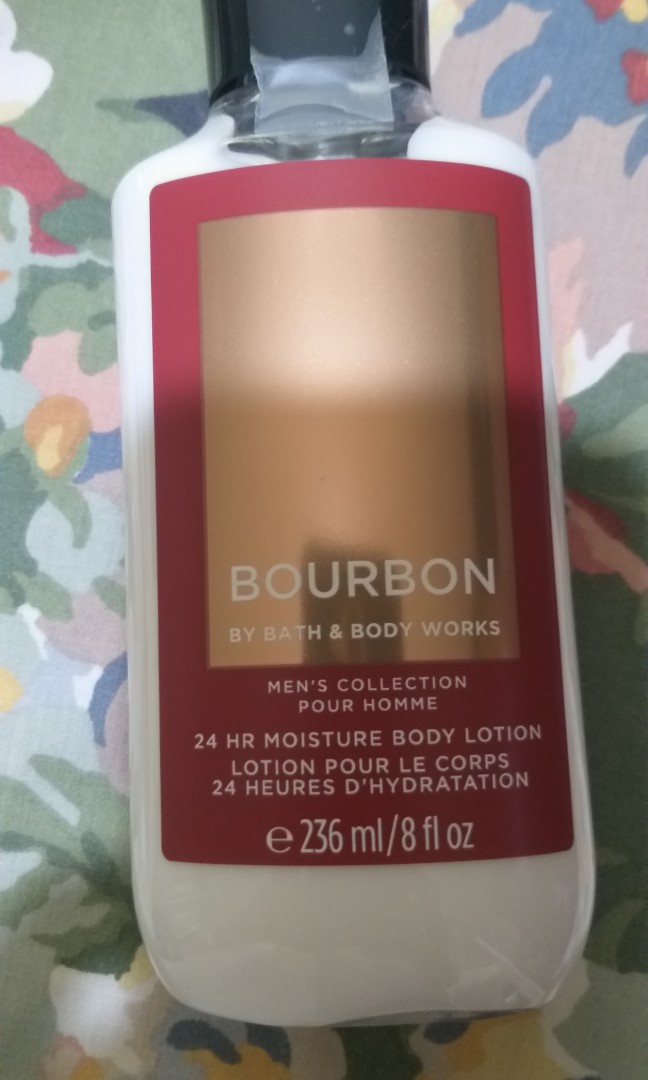 BOURBON
BY BATH & BODY WORKS
MEN'S COLLECTION
POUR HOMME
24 HR MOISTURE BODY LOTION
LOTION POUR LE CORPS
24 HEURES D'HYDRATATION
℮ 236 ml/8 fl oz